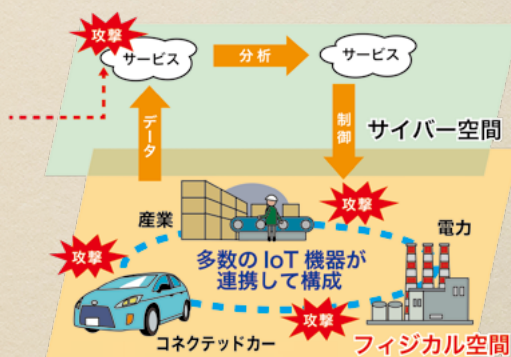 攻撃
サービス
分析
サービス
データ
制御
サイバー空間
攻撃
産業
電力
攻撃
多数のIoT機器が
連携して構成
攻撃
コネクテッドカー
フィジカル空間